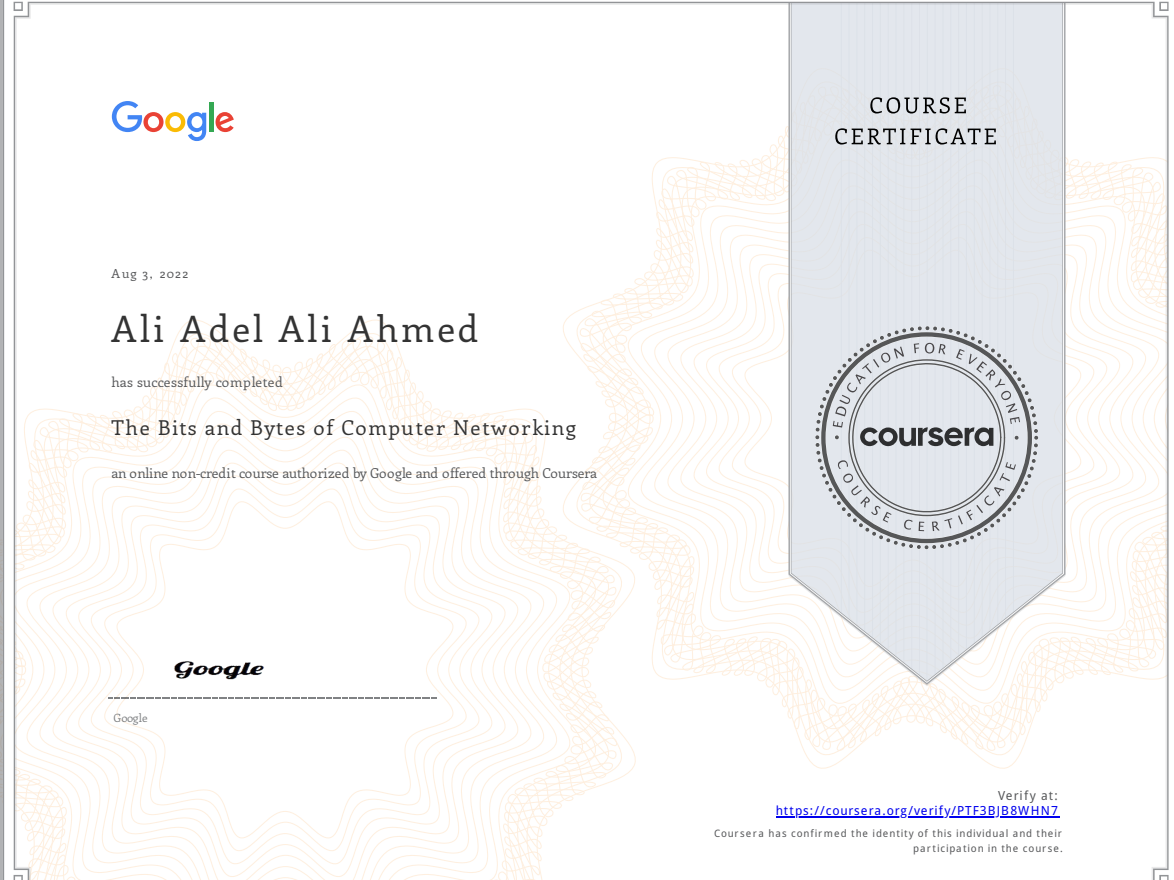 Google
COURSE
CERTIFICATE
Aug 3, 2022
Ali Adel Ali Ahmed
has successfully completed
The Bits and Bytes of Computer Networking
an online non-credit course authorized by Google and offered through Coursera
EDUCATION FOR EVERYONE
coursera
COURSE CERTIFICATE
Google
Google
Verify at:
https://coursera.org/verify/PTF3BJB8WHN7
Coursera has confirmed the identity of this individual and their
participation in the course.